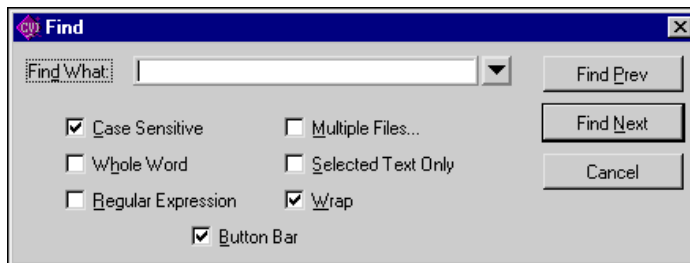 CVI Find
Find What:
Find Prev
Case Sensitive
Multiple Files...
Find Next
Whole Word
Selected Text Only
Cancel
Regular Expression
Wrap
Button Bar